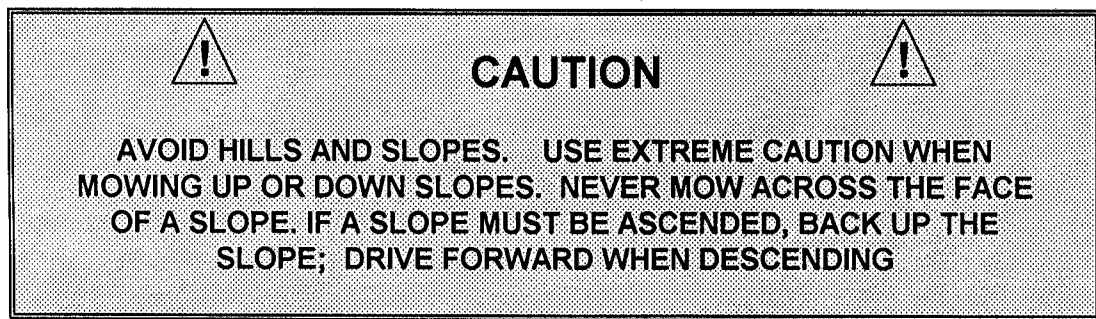 CAUTION
AVOID HILLS AND SLOPES. USE EXTREME CAUTION WHEN
MOWING UP OR DOWN SLOPES. NEVER MOW ACROSS THE FACE
OF A SLOPE. IF A SLOPE MUST BE ASCENDED, BACK UP THE
SLOPE; DRIVE FORWARD WHEN DESCENDING